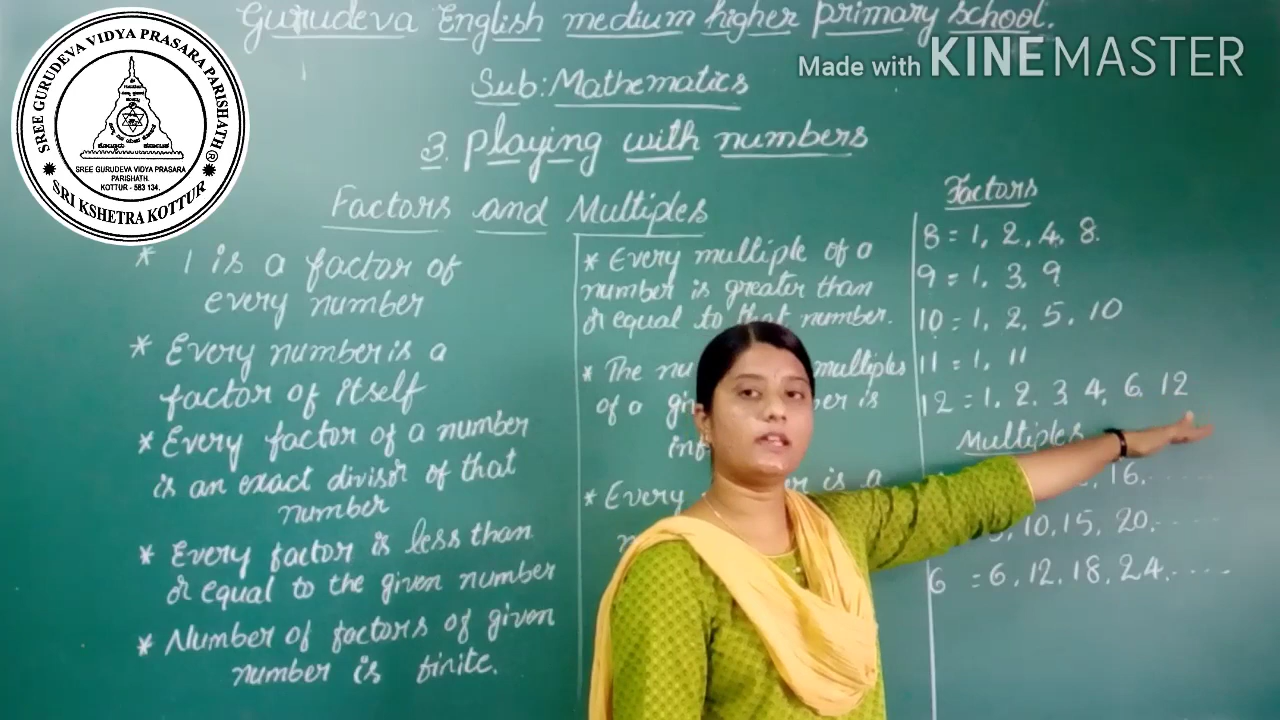 Gurudeva English medium higher primary school.
Made with KINEMASTER
SREE GURUDEVA VIDYA PRASARA PARISHATH®
SREE GURUDEVA VIDYA PRASARA
PARISHATH.
KOTTUR - 583 134.
SRI KSHETRA KOTTUR
Sub: Mathematics
3. Playing with numbers
Factors and Multiples
* 1 is a factor of
every number
* Every number is a
factor of itself
* Every factor of a number
is an exact divisor of that
number
* Every factor is less than
or equal to the given number
* Number of factors of given
number is finite.
* Every multiple of a
number is greater than
or equal to that number.
* The multiples
of a is
* Every is a
Factors
8 = 1, 2, 4, 8.
9 = 1, 3, 9
10 = 1, 2, 5, 10
11 = 1, 11
12 = 1, 2, 3, 4, 6, 12
Multiples
, 16, .....
, 10, 15, 20, .....
6 = 6, 12, 18, 24, .....